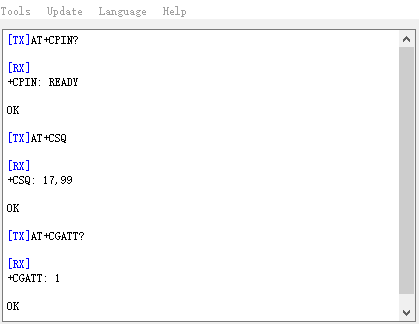 Tools Update Language Help
[TX]AT+CPIN?
[RX]
+CPIN: READY
OK
[TX]AT+CSQ
[RX]
+CSQ: 17,99
OK
[TX]AT+CGATT?
[RX]
+CGATT: 1
OK